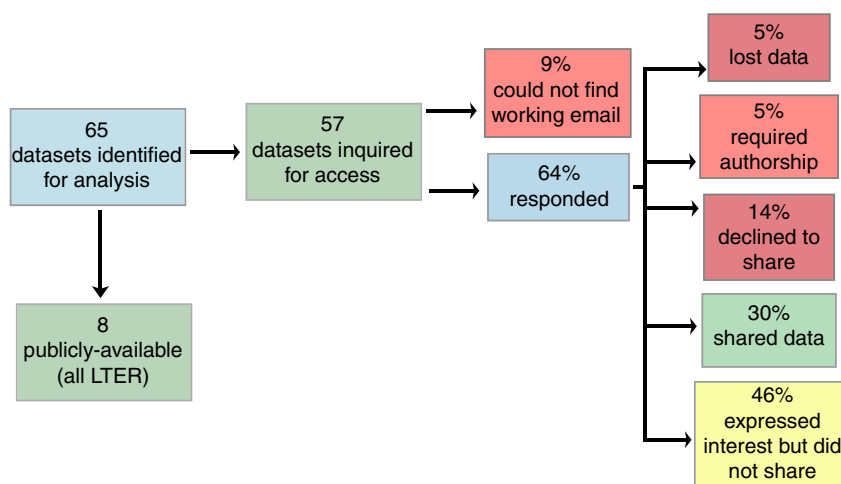 65
datasets identified
for analysis
8
publicly-available
(all LTER)
57
datasets inquired
for access
9%
could not find
working email
64%
responded
5%
lost data
5%
required
authorship
14%
declined to
share
30%
shared data
46%
expressed
interest but did
not share